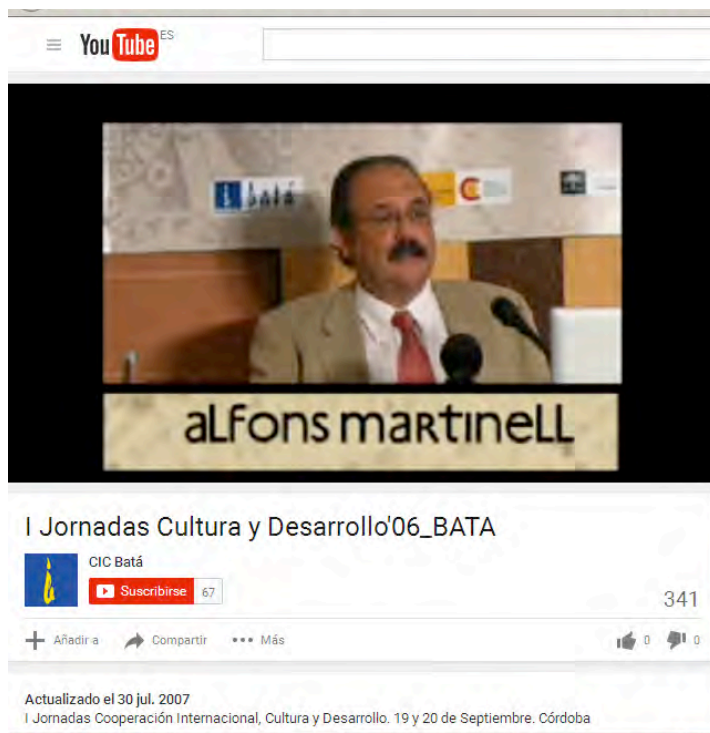 YouTube ES
batá
alfons martinell
I Jornadas Cultura y Desarrollo'06_BATA
CIC Batá
Suscribirse 67
341
Añadir a Compartir Más 0 0
Actualizado el 30 jul. 2007
I Jornadas Cooperación Internacional, Cultura y Desarrollo. 19 y 20 de Septiembre. Córdoba